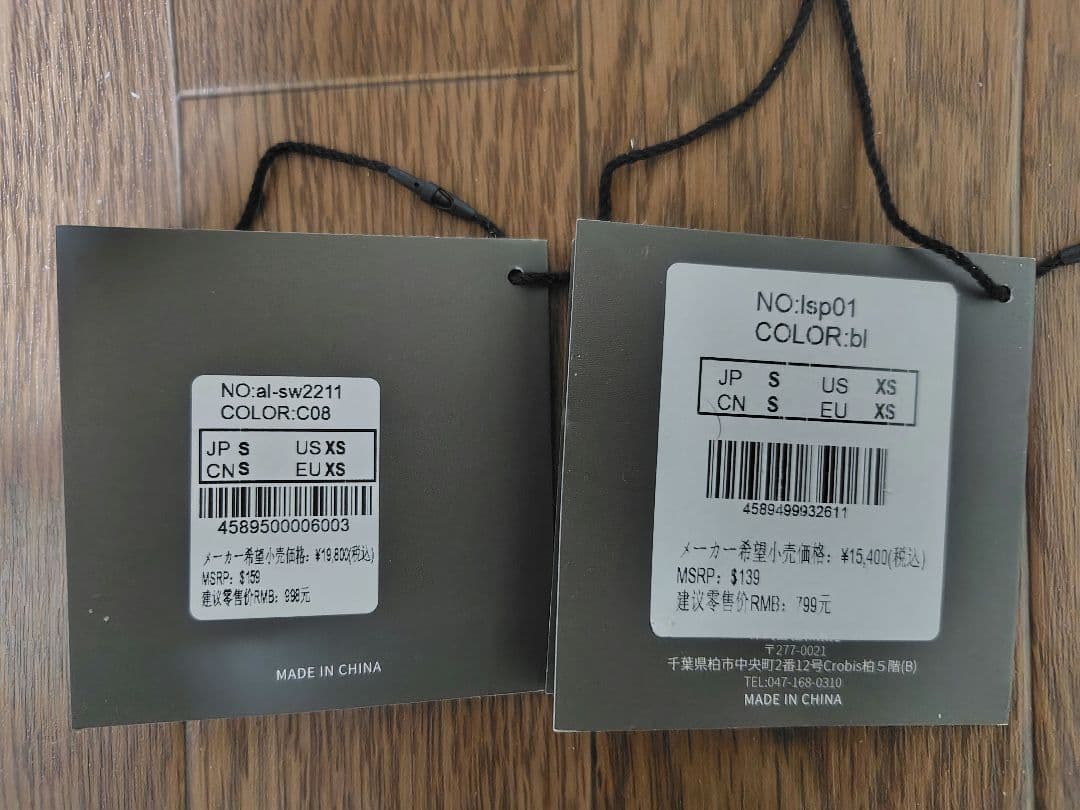 NO:al-sw2211
COLOR:C08
JP S US XS
CN S EU XS
4589500006003
メーカー希望小売価格: ¥19,800(税込)
MSRP: $159
建议零售价RMB: 998元
MADE IN CHINA
NO:lsp01
COLOR:bl
JP S US XS
CN S EU XS
4589499932611
メーカー希望小売価格: ¥15,400(税込)
MSRP: $139
建议零售价RMB: 799元
〒277-0021
千葉県柏市中央町2番12号Crobis柏5階(B)
TEL:047-168-0310
MADE IN CHINA